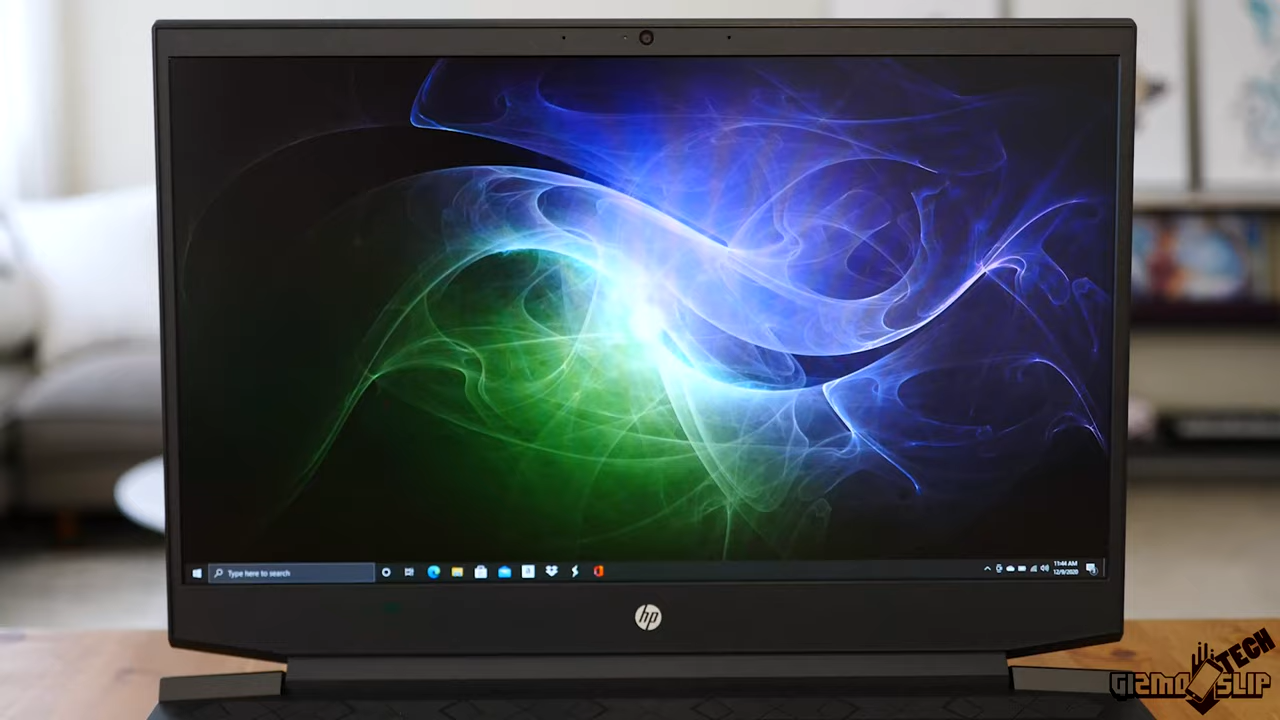 Type here to search
11:44 AM
12/9/2020
hp
TECH
GIZMO SLIP